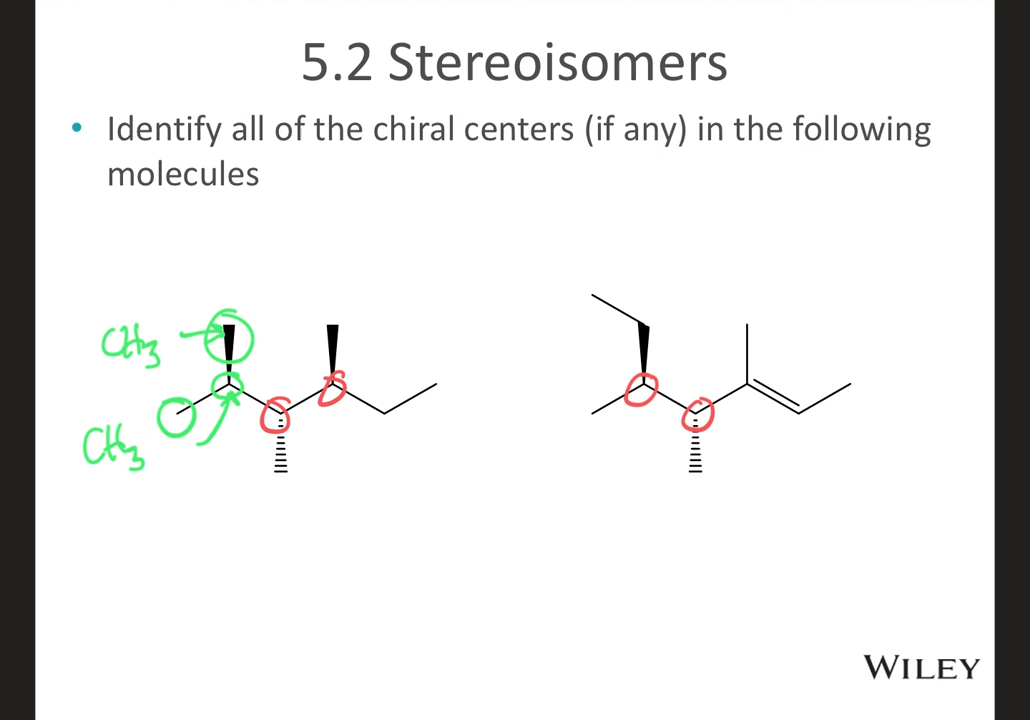 5.2 Stereoisomers
• Identify all of the chiral centers (if any) in the following
molecules
CH3
CH3
WILEY